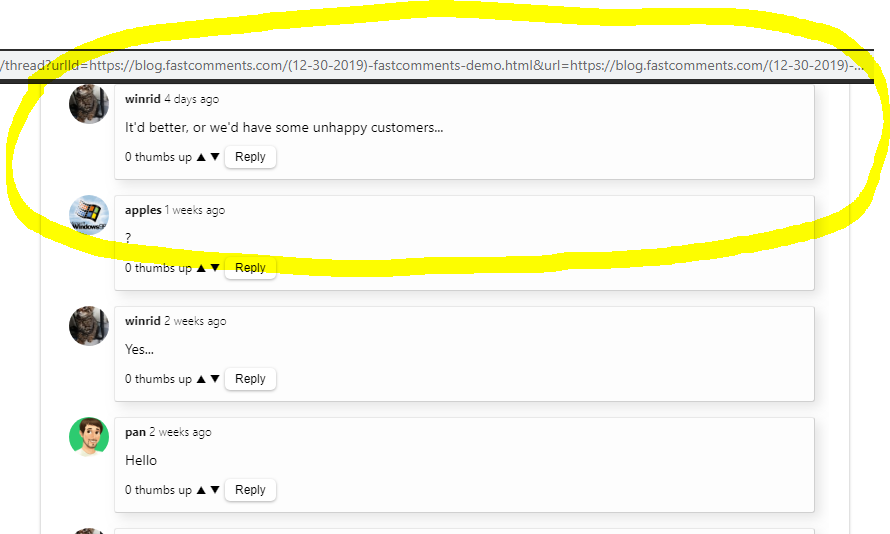 /thread?urlId=https://blog.fastcomments.com/(12-30-2019)-fastcomments-demo.html&url=https://blog.fastcomments.com/(12-30-2019)-...
winrid 4 days ago
It'd better, or we'd have some unhappy customers...
0 thumbs up ▲ ▼ Reply
apples 1 weeks ago
?
0 thumbs up ▲ ▼ Reply
winrid 2 weeks ago
Yes...
0 thumbs up ▲ ▼ Reply
pan 2 weeks ago
Hello
0 thumbs up ▲ ▼ Reply